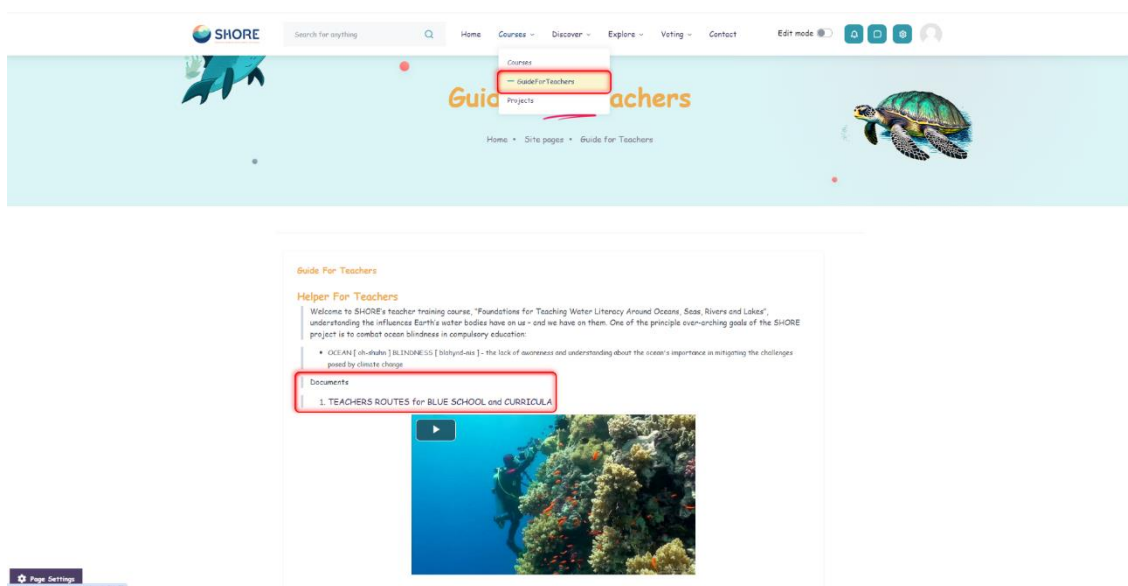 SHORE
Search for anything
Home Courses Discover Explore Voting Contact
Edit mode
Courses
GuideForTeachers
Projects
Guid achers
Home • Site pages • Guide for Teachers
Guide For Teachers
Helper For Teachers
Welcome to SHORE's teacher training course, "Foundations for Teaching Water Literacy Around Oceans, Seas, Rivers and Lakes",
understanding the influences Earth's water bodies have on us – and we have on them. One of the principle over-arching goals of the SHORE
project is to combat ocean blindness in compulsory education:
• OCEAN [ oh-shuhn ] BLINDNESS [ blahynd-nis ] - the lack of awareness and understanding about the ocean's importance in mitigating the challenges
posed by climate change
Documents
1. TEACHERS ROUTES for BLUE SCHOOL and CURRICULA
Page Settings